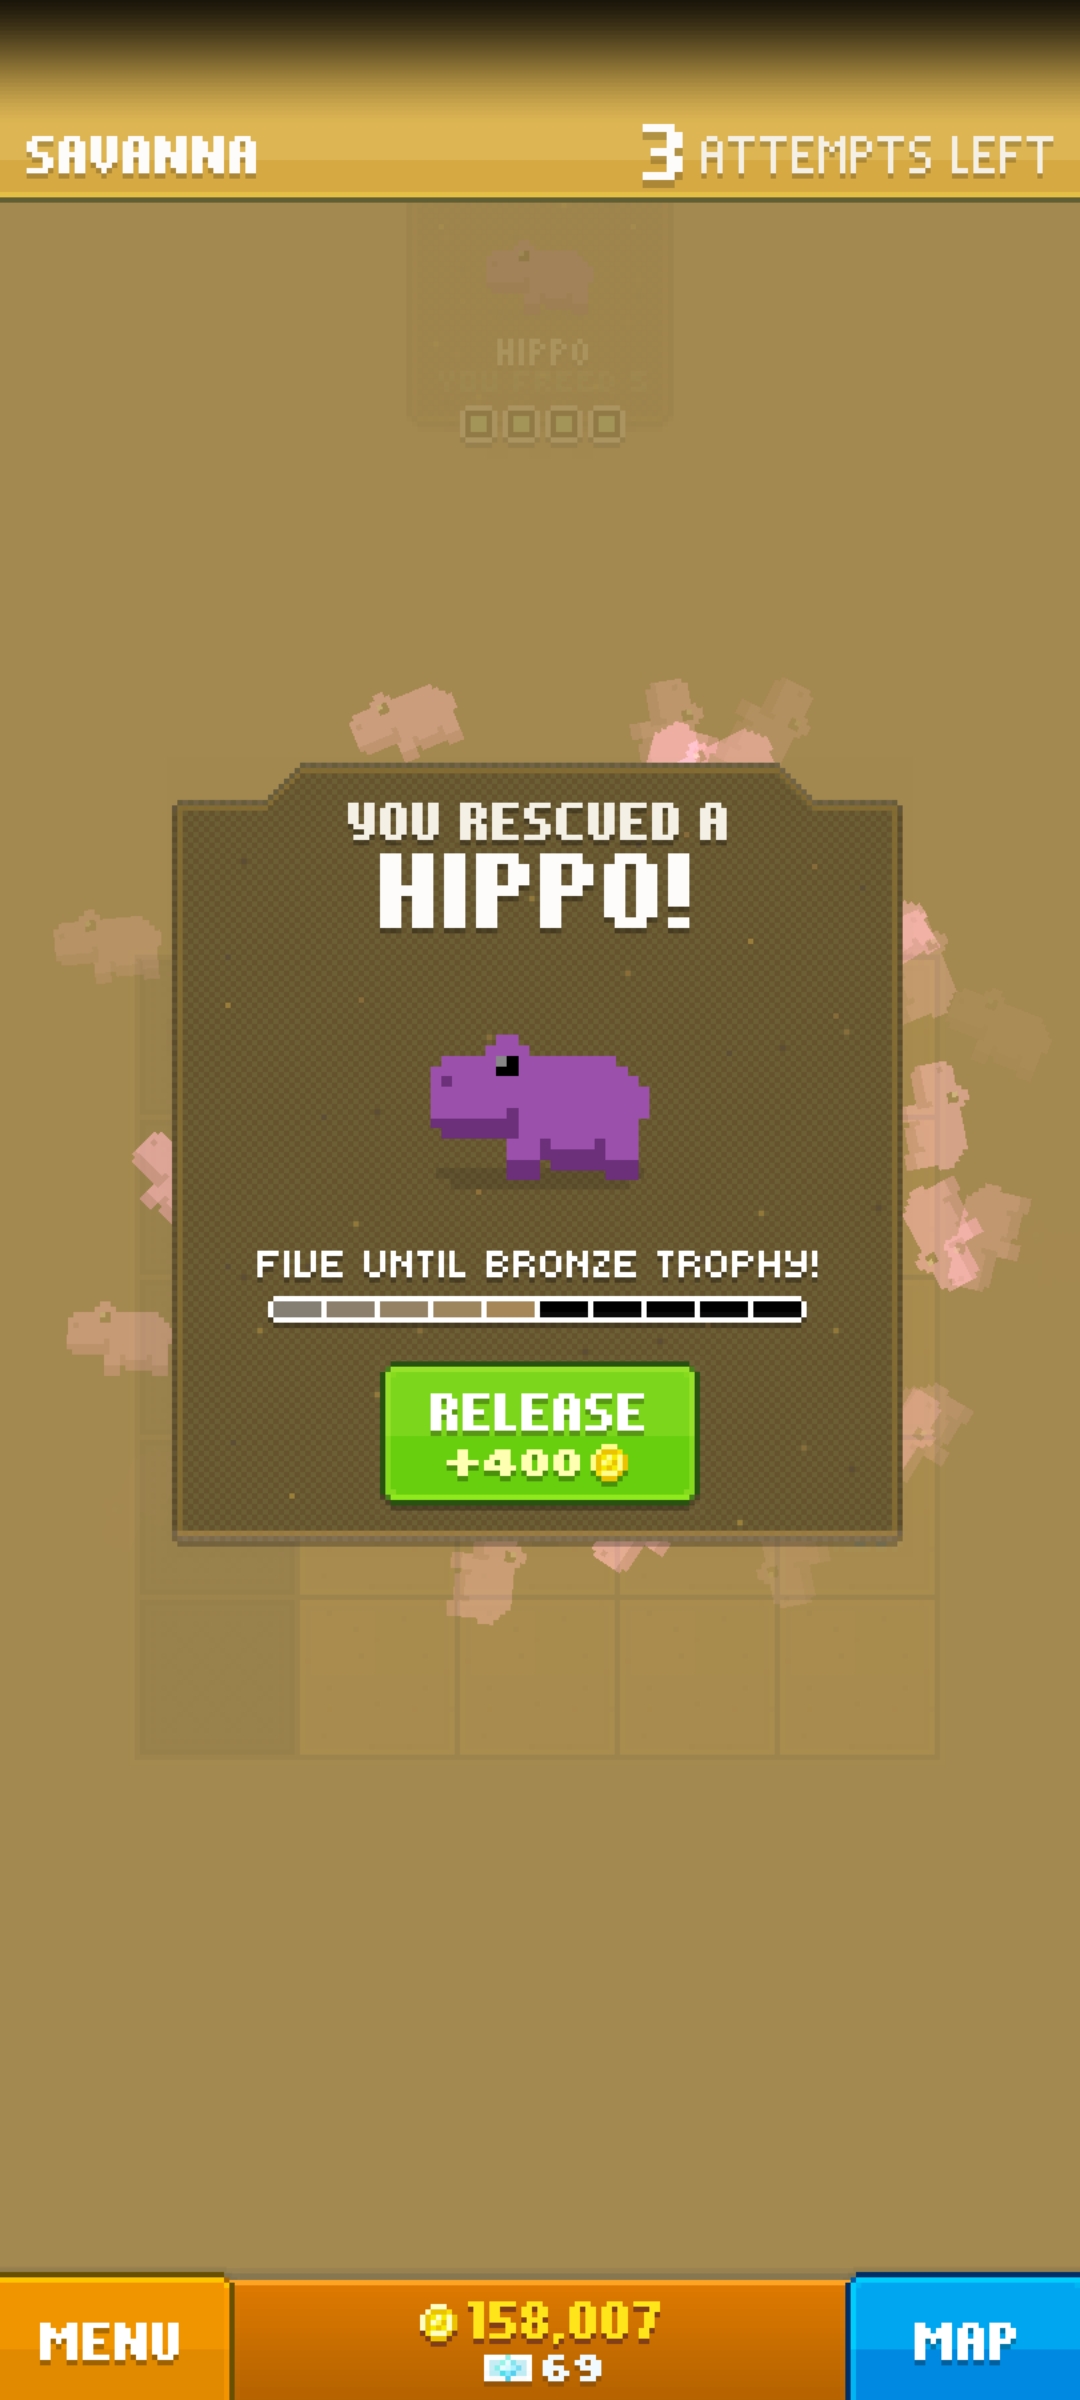 SAVANNA
3 ATTEMPTS LEFT
HIPPO
YOU RESCUED A
HIPPO!
FIVE UNTIL BRONZE TROPHY!
RELEASE
+400
MENU
158,007
69
MAP